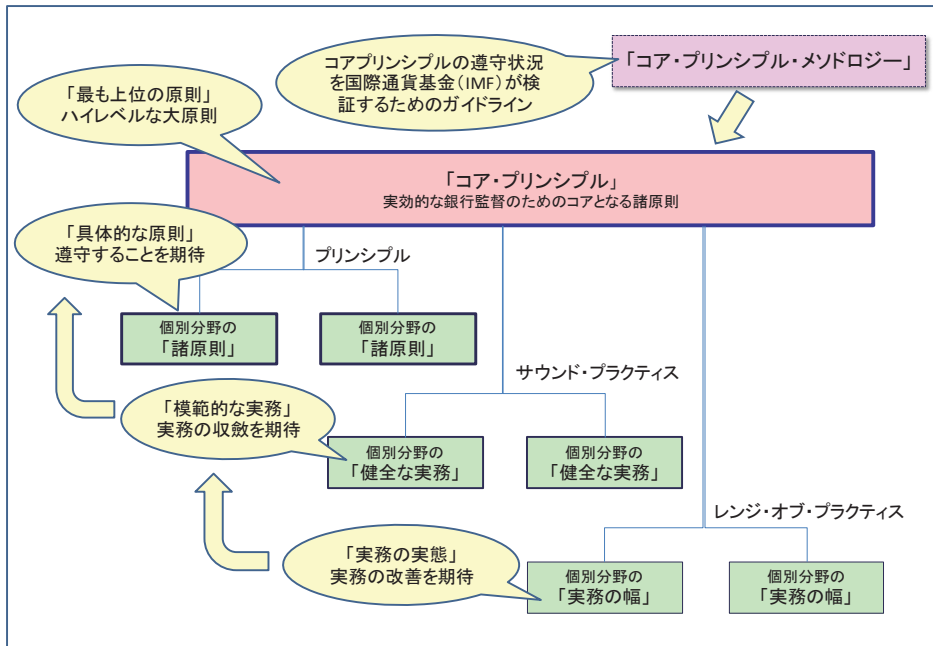 コアプリンシプルの遵守状況
を国際通貨基金(IMF)が検
証するためのガイドライン
「コア・プリンシプル・メソドロジー」
「最も上位の原則」
ハイレベルな大原則
「コア・プリンシプル」
実効的な銀行監督のためのコアとなる諸原則
「具体的な原則」
遵守することを期待
プリンシプル
個別分野の
「諸原則」
個別分野の
「諸原則」
サウンド・プラクティス
「模範的な実務」
実務の収斂を期待
個別分野の
「健全な実務」
個別分野の
「健全な実務」
レンジ・オブ・プラクティス
「実務の実態」
実務の改善を期待
個別分野の
「実務の幅」
個別分野の
「実務の幅」